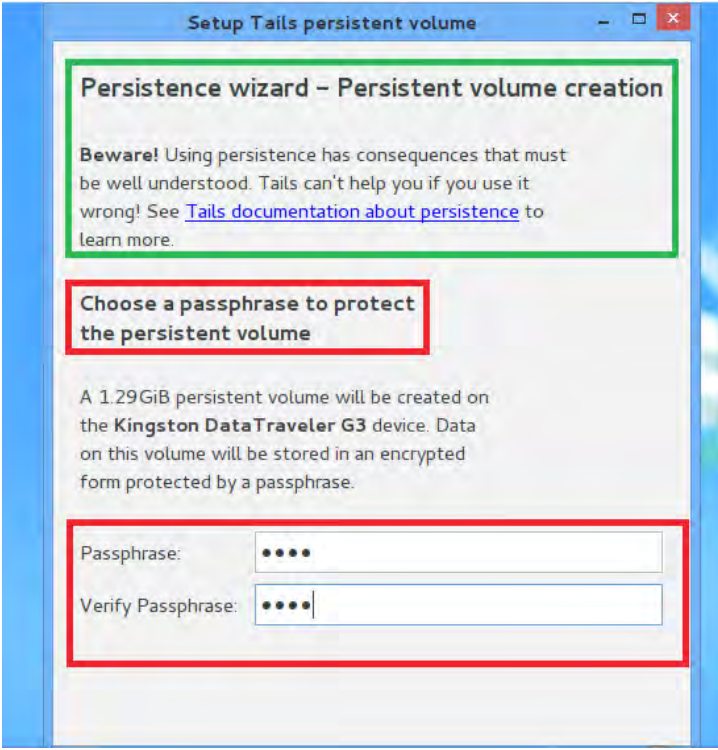 Setup Tails persistent volume
Persistence wizard – Persistent volume creation
Beware! Using persistence has consequences that must
be well understood. Tails can't help you if you use it
wrong! See Tails documentation about persistence to
learn more.
Choose a passphrase to protect
the persistent volume
A 1.29GiB persistent volume will be created on
the Kingston DataTraveler G3 device. Data
on this volume will be stored in an encrypted
form protected by a passphrase.
Passphrase: ●●●●
Verify Passphrase: ●●●●